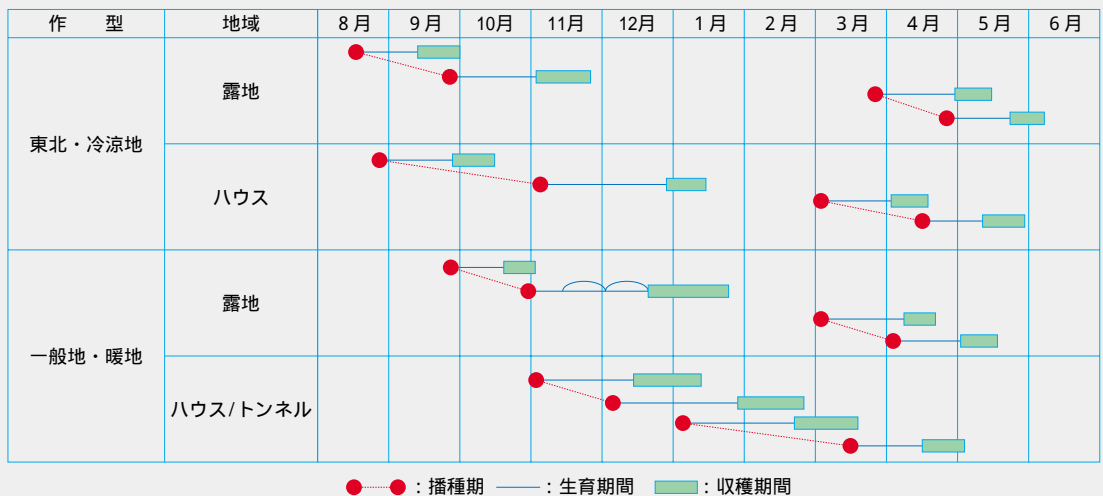 作型 地域 8月 9月 10月 11月 12月 1月 2月 3月 4月 5月 6月
東北・冷涼地
露地
ハウス
一般地・暖地
露地
ハウス/トンネル
：播種期 ：生育期間 ：収穫期間